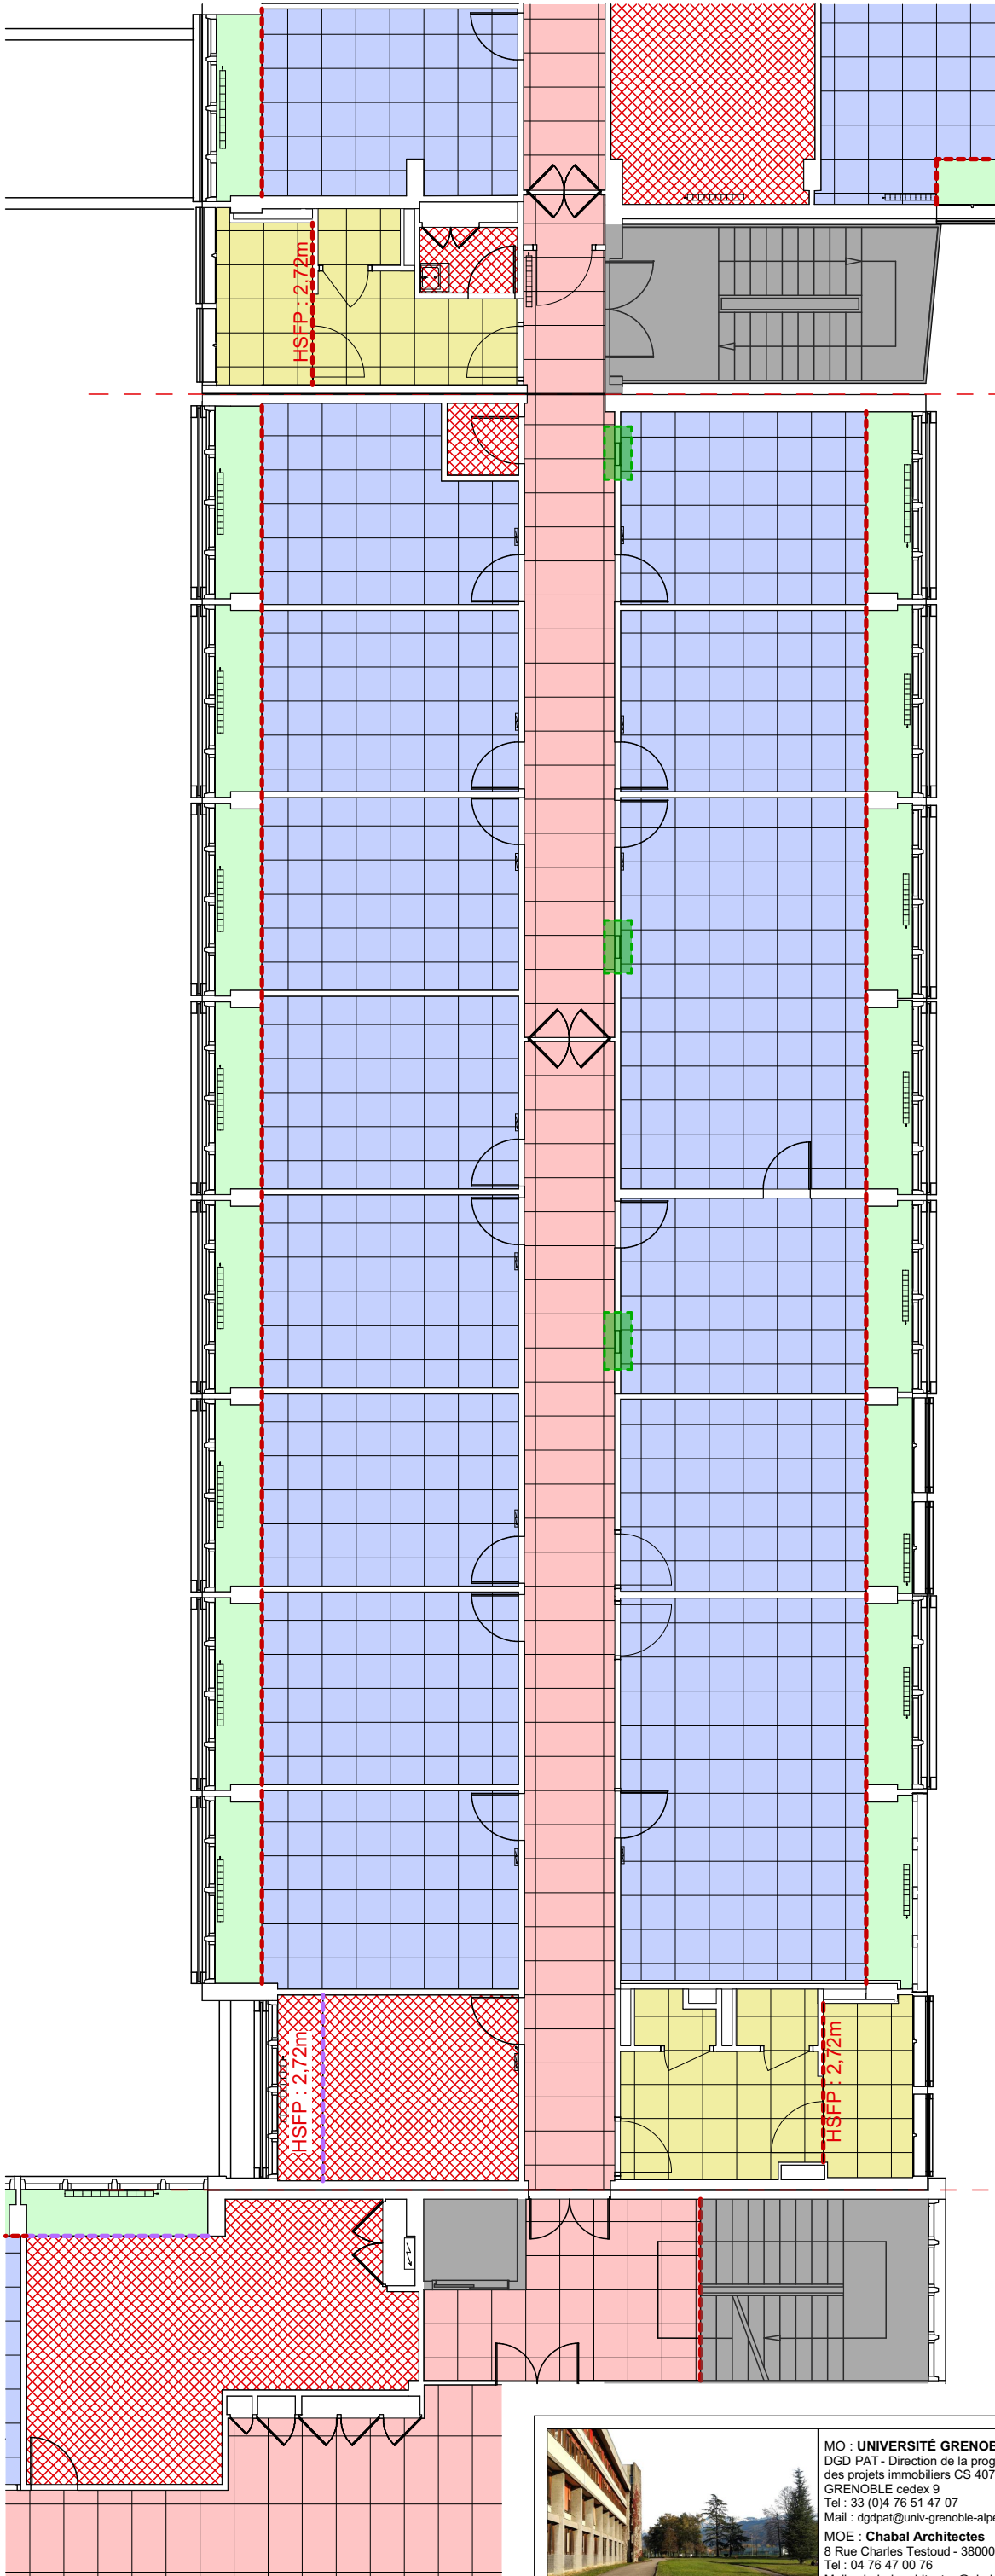 HSFP : 2,72m
HSFP : 2,72m
HSFP : 2,72m
MO : UNIVERSITÉ GRENOB
DGD PAT - Direction de la prog
des projets immobiliers CS 407
GRENOBLE cedex 9
Tel : 33 (0)4 76 51 47 07
Mail : dgdpat@univ-grenoble-alpe
MOE : Chabal Architectes
8 Rue Charles Testoud - 38000
Tel : 04 76 47 00 76